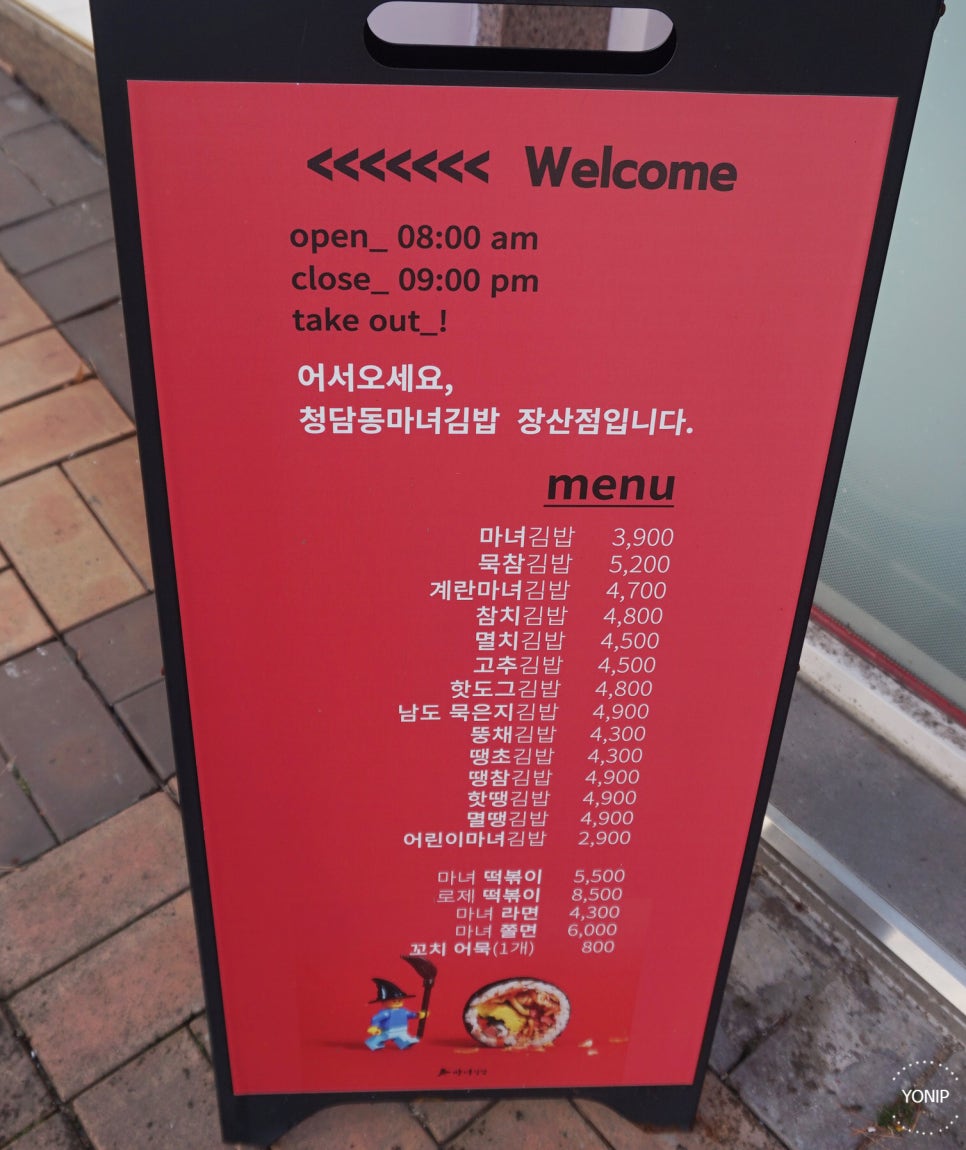 <<<<<<< Welcome
open_ 08:00 am
close_ 09:00 pm
take out_!
어서오세요,
청담동마녀김밥 장산점입니다.
menu
마녀김밥 3,900
묵참김밥 5,200
계란마녀김밥 4,700
참치김밥 4,800
멸치김밥 4,500
고추김밥 4,500
핫도그김밥 4,800
남도 묵은지김밥 4,900
뚱채김밥 4,300
땡초김밥 4,300
땡참김밥 4,900
핫땡김밥 4,900
멸땡김밥 4,900
어린이마녀김밥 2,900
마녀 떡볶이 5,500
로제 떡볶이 8,500
마녀 라면 4,300
마녀 쫄면 6,000
꼬치 어묵(1개) 800
마녀김밥
YONIP